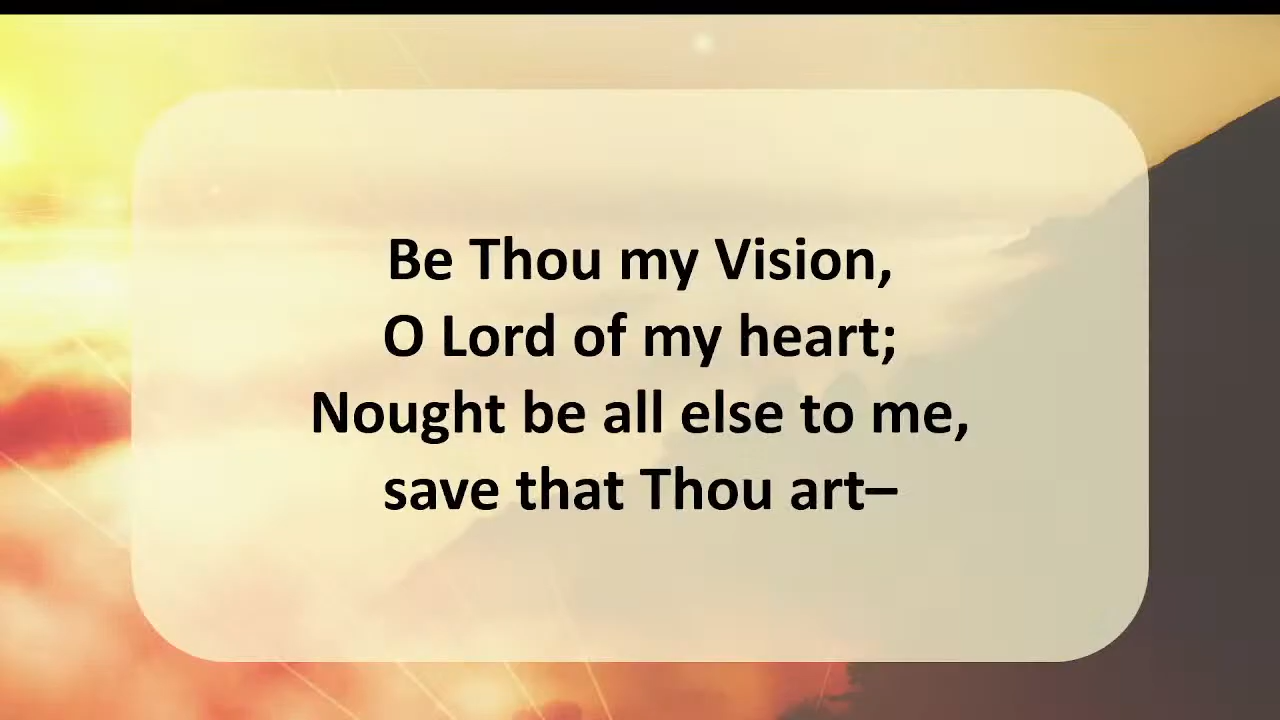 Be Thou my Vision,
O Lord of my heart;
Nought be all else to me,
save that Thou art–